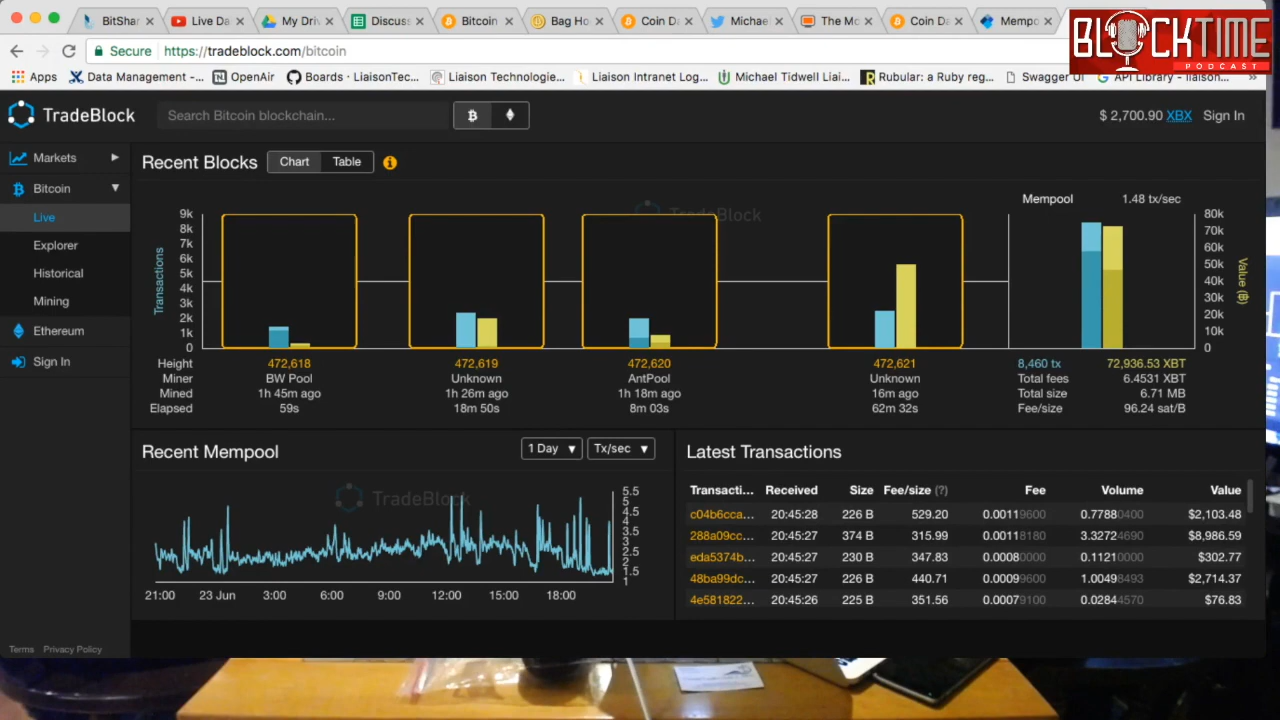 BitShar
Live Da
My Driv
Discuss
Bitcoin
Bag Ho
Coin Da
Michae
The Mo
Coin Da
Mempo
BLOCKTIME
PODCAST
Secure https://tradeblock.com/bitcoin
Apps Data Management -... OpenAir Boards · LiaisonTec... Liaison Technologie... Liaison Intranet Log... Michael Tidwell Liai... Rubular: a Ruby reg... Swagger UI API Library - liaison...
TradeBlock
Search Bitcoin blockchain...
$ 2,700.90 XBX Sign In
Markets
Bitcoin
Live
Explorer
Historical
Mining
Ethereum
Sign In
Terms Privacy Policy
Recent Blocks Chart Table
TradeBlock
Mempool 1.48 tx/sec
Transactions
9k
8k
7k
6k
5k
4k
3k
2k
1k
0
80k
70k
60k
50k
40k
30k
20k
10k
0
Value (Ƀ)
Height 472,618 472,619 472,620 472,621 8,460 tx 72,936.53 XBT
Miner BW Pool Unknown AntPool Unknown Total fees 6.4531 XBT
Mined 1h 45m ago 1h 26m ago 1h 18m ago 16m ago Total size 6.71 MB
Elapsed 59s 18m 50s 8m 03s 62m 32s Fee/size 96.24 sat/B
Recent Mempool 1 Day ▼ Tx/sec ▼
TradeBlock
5.5
5
4.5
4
3.5
3
2.5
2
1.5
1
21:00 23 Jun 3:00 6:00 9:00 12:00 15:00 18:00
Latest Transactions
Transacti... Received Size Fee/size (?) Fee Volume Value
c04b6cca... 20:45:28 226 B 529.20 0.00119600 0.77880400 $2,103.48
288a09cc... 20:45:27 374 B 315.99 0.00118180 3.32724690 $8,986.59
eda5374b... 20:45:27 230 B 347.83 0.00080000 0.11210000 $302.77
48ba99dc... 20:45:27 226 B 440.71 0.00099600 1.00498493 $2,714.37
4e581822... 20:45:26 225 B 351.56 0.00079100 0.02844570 $76.83